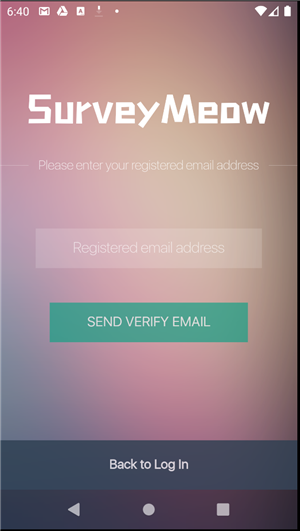 6:40
SurveyMeow
Please enter your registered email address
Registered email address
SEND VERIFY EMAIL
Back to Log In